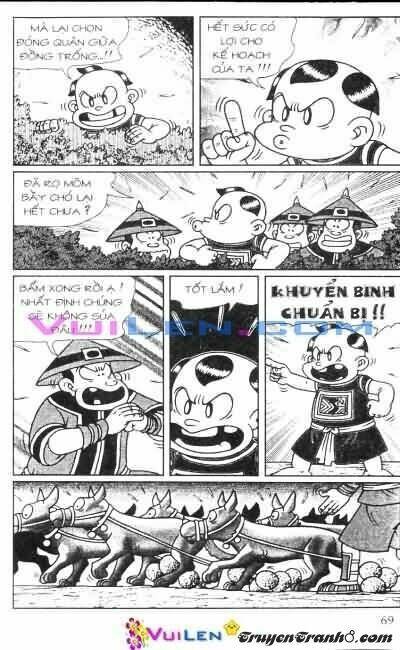 MÀ LẠI CHỌN
ĐÓNG QUÂN GIỮA
ĐỒNG TRỐNG...!!
HẾT SỨC CÓ
LỢI CHO
KẾ HOẠCH
CỦA TA !!!
ĐÃ RỌ MÕM
BẦY CHÓ LẠI
HẾT CHƯA ?
BẨM XONG RỒI Ạ !
NHẤT ĐỊNH CHÚNG
SẼ KHÔNG SỦA
ĐÂU!!!
TỐT LẮM !
KHUYỂN BINH
CHUẨN BỊ !!
VUILEN.COM
69
VUILEN
TruyenTranh8.com